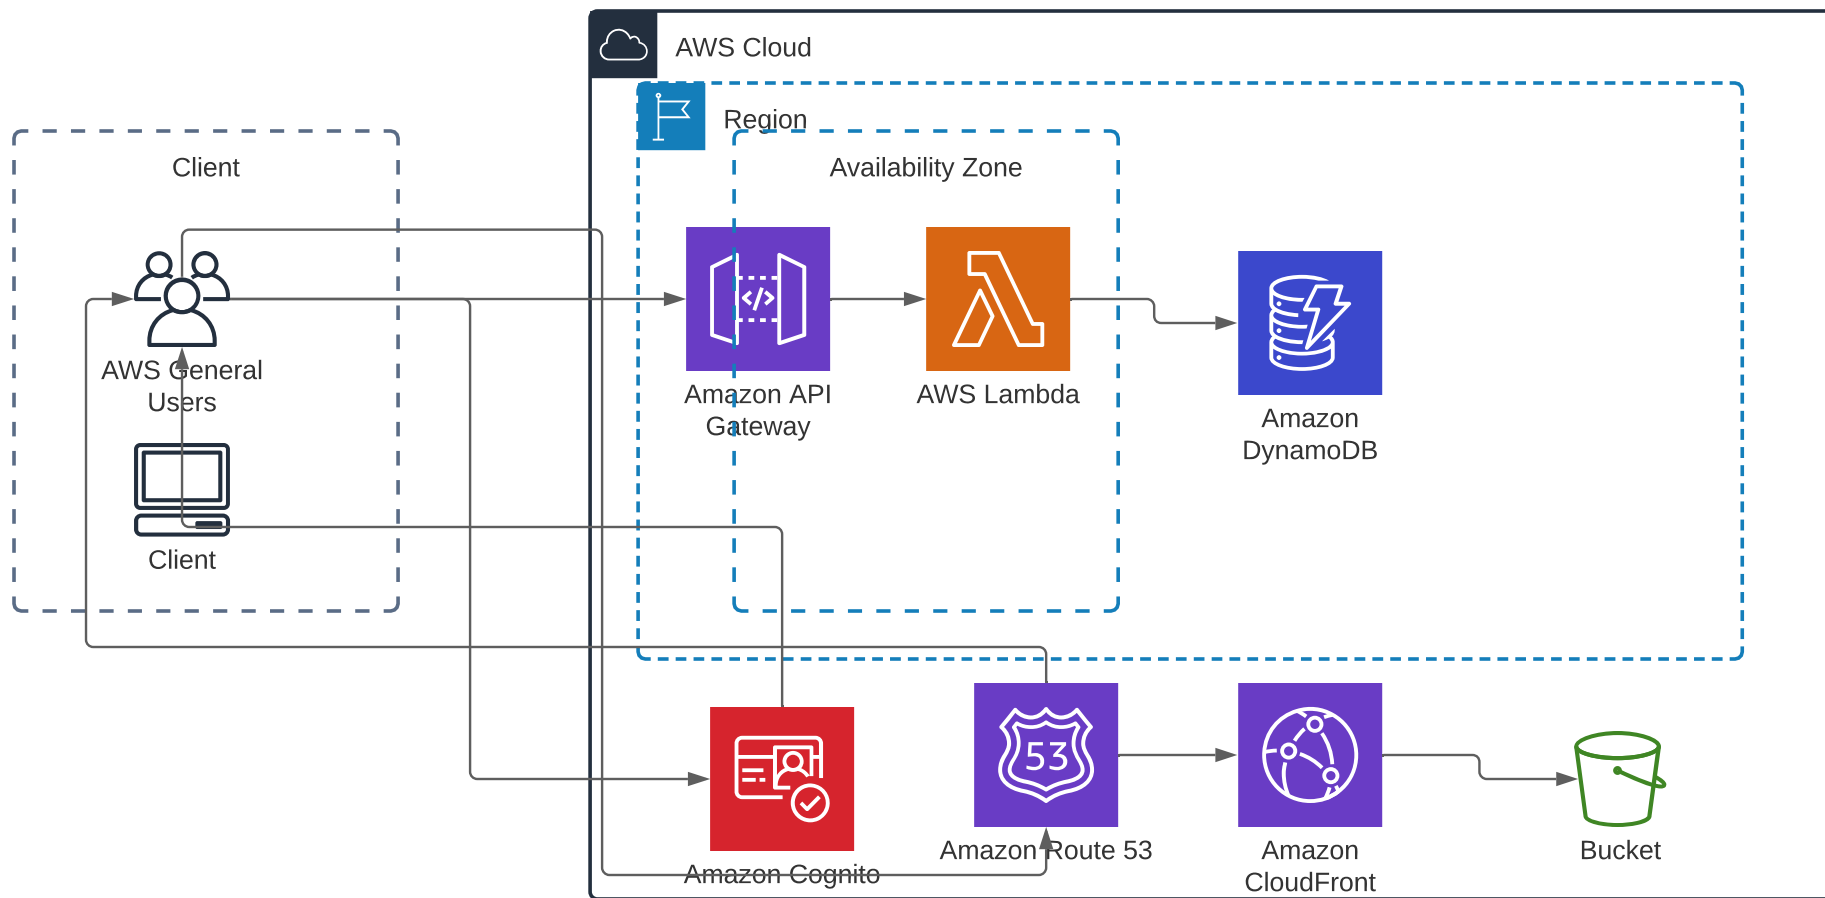 AWS Cloud
Region
Client
Availability Zone
AWS General
Users
Amazon API
Gateway
AWS Lambda
Amazon
DynamoDB
Client
53
Amazon Cognito
Amazon Route 53
Amazon
CloudFront
Bucket